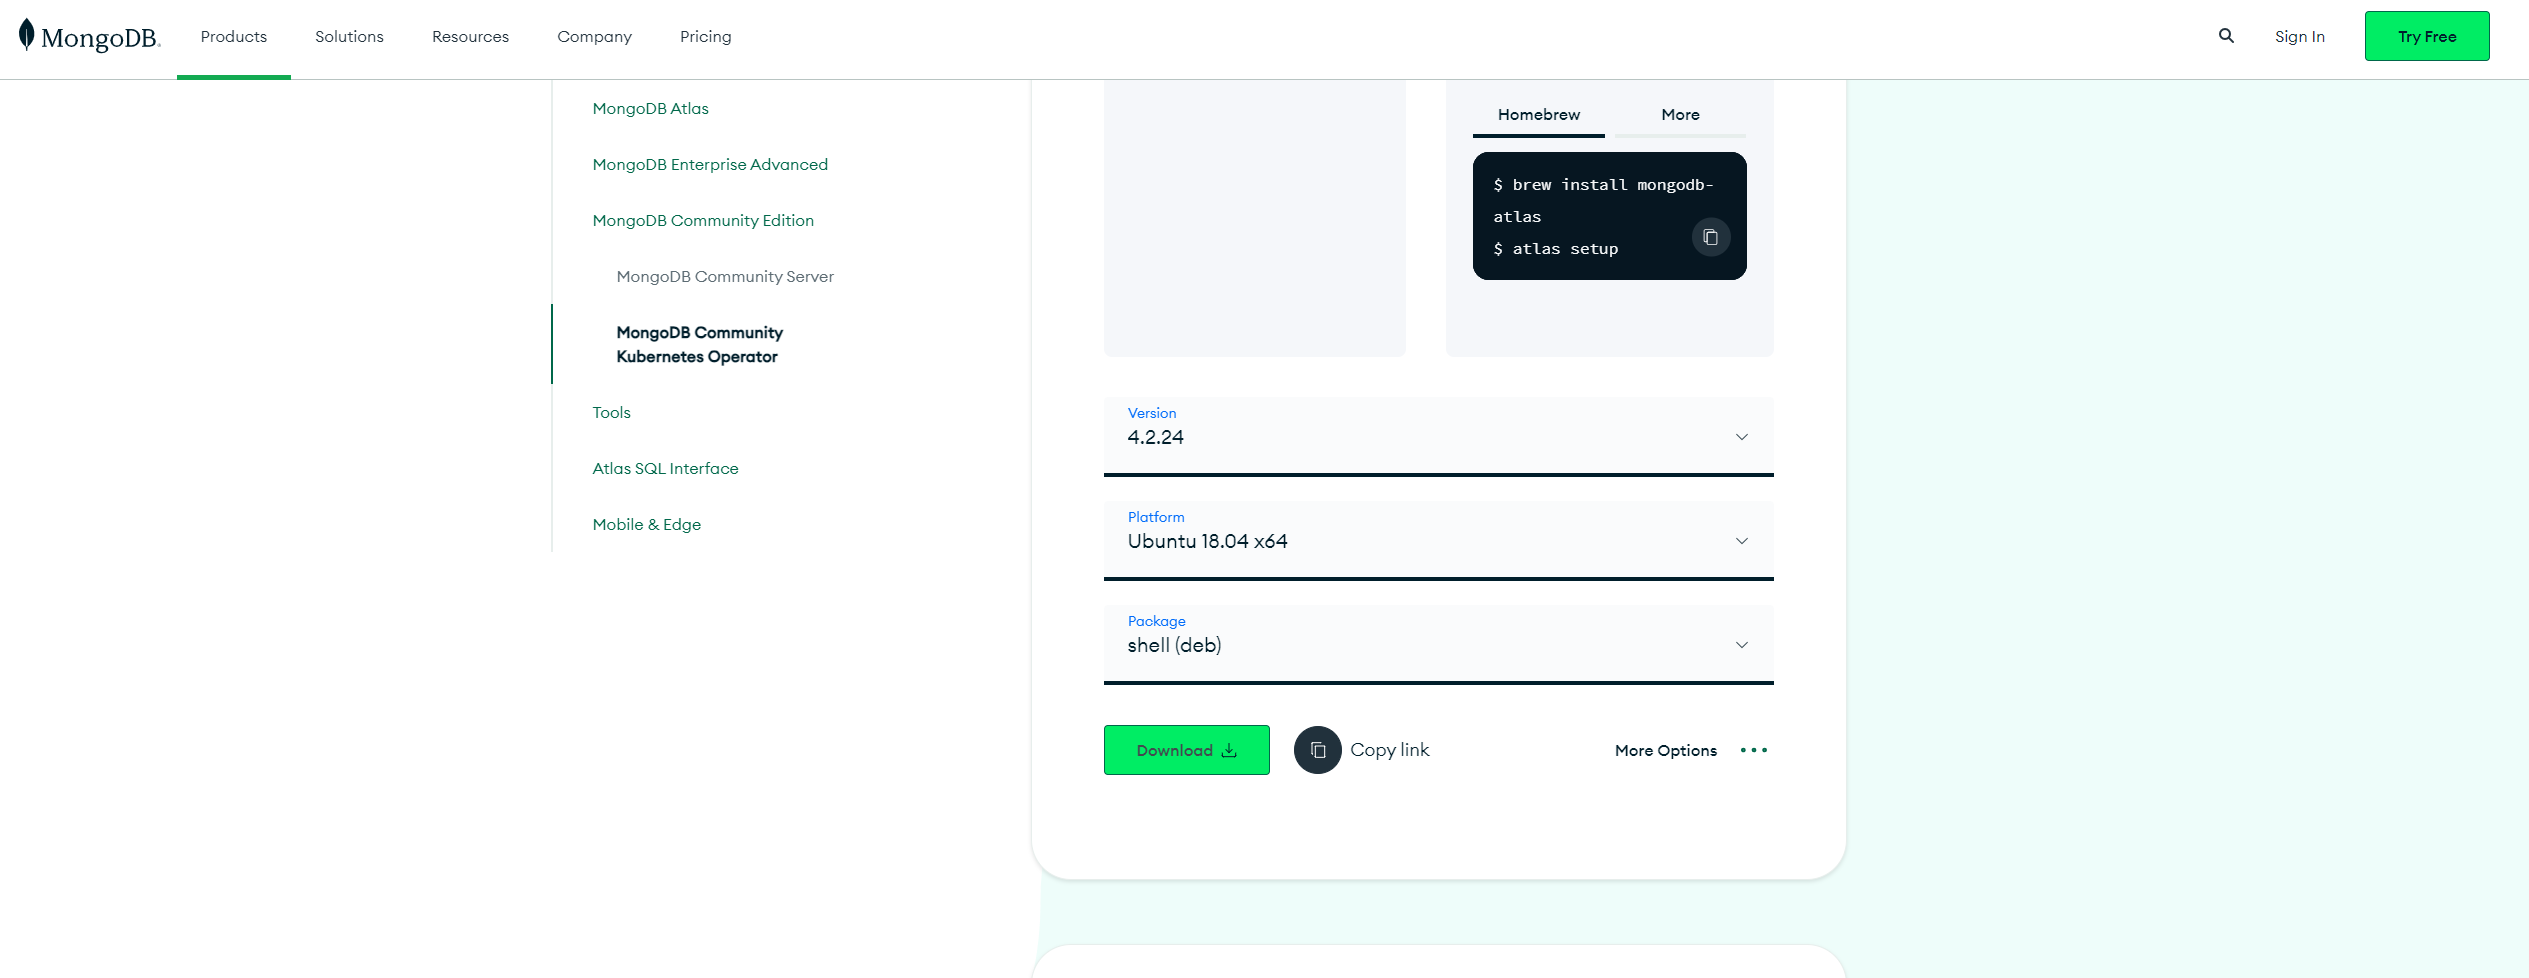 MongoDB.
Products
Solutions
Resources
Company
Pricing
Sign In
Try Free
MongoDB Atlas
MongoDB Enterprise Advanced
MongoDB Community Edition
MongoDB Community Server
MongoDB Community
Kubernetes Operator
Tools
Atlas SQL Interface
Mobile & Edge
Homebrew
More
$ brew install mongodb-
atlas
$ atlas setup
Version
4.2.24
Platform
Ubuntu 18.04 x64
Package
shell (deb)
Download
Copy link
More Options